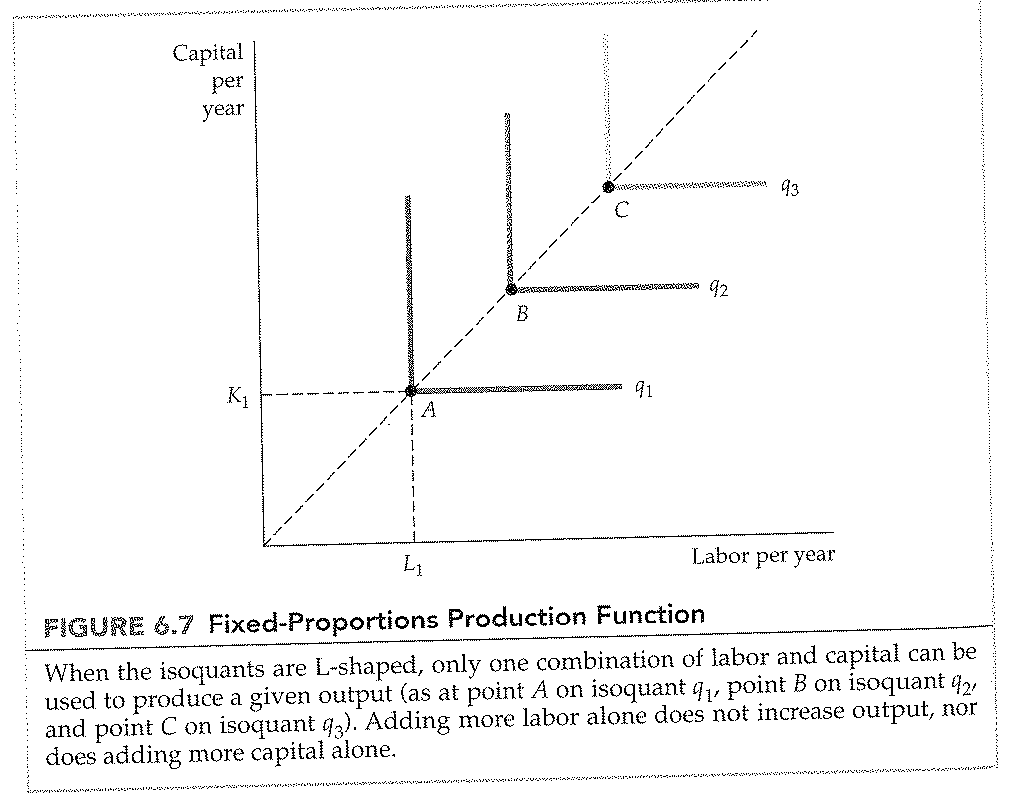 Capital
per
year
q₃
C
q₂
B
q₁
K₁
A
L₁
Labor per year
FIGURE 6.7 Fixed-Proportions Production Function
When the isoquants are L-shaped, only one combination of labor and capital can be
used to produce a given output (as at point A on isoquant q₁, point B on isoquant q₂,
and point C on isoquant q₃). Adding more labor alone does not increase output, nor
does adding more capital alone.